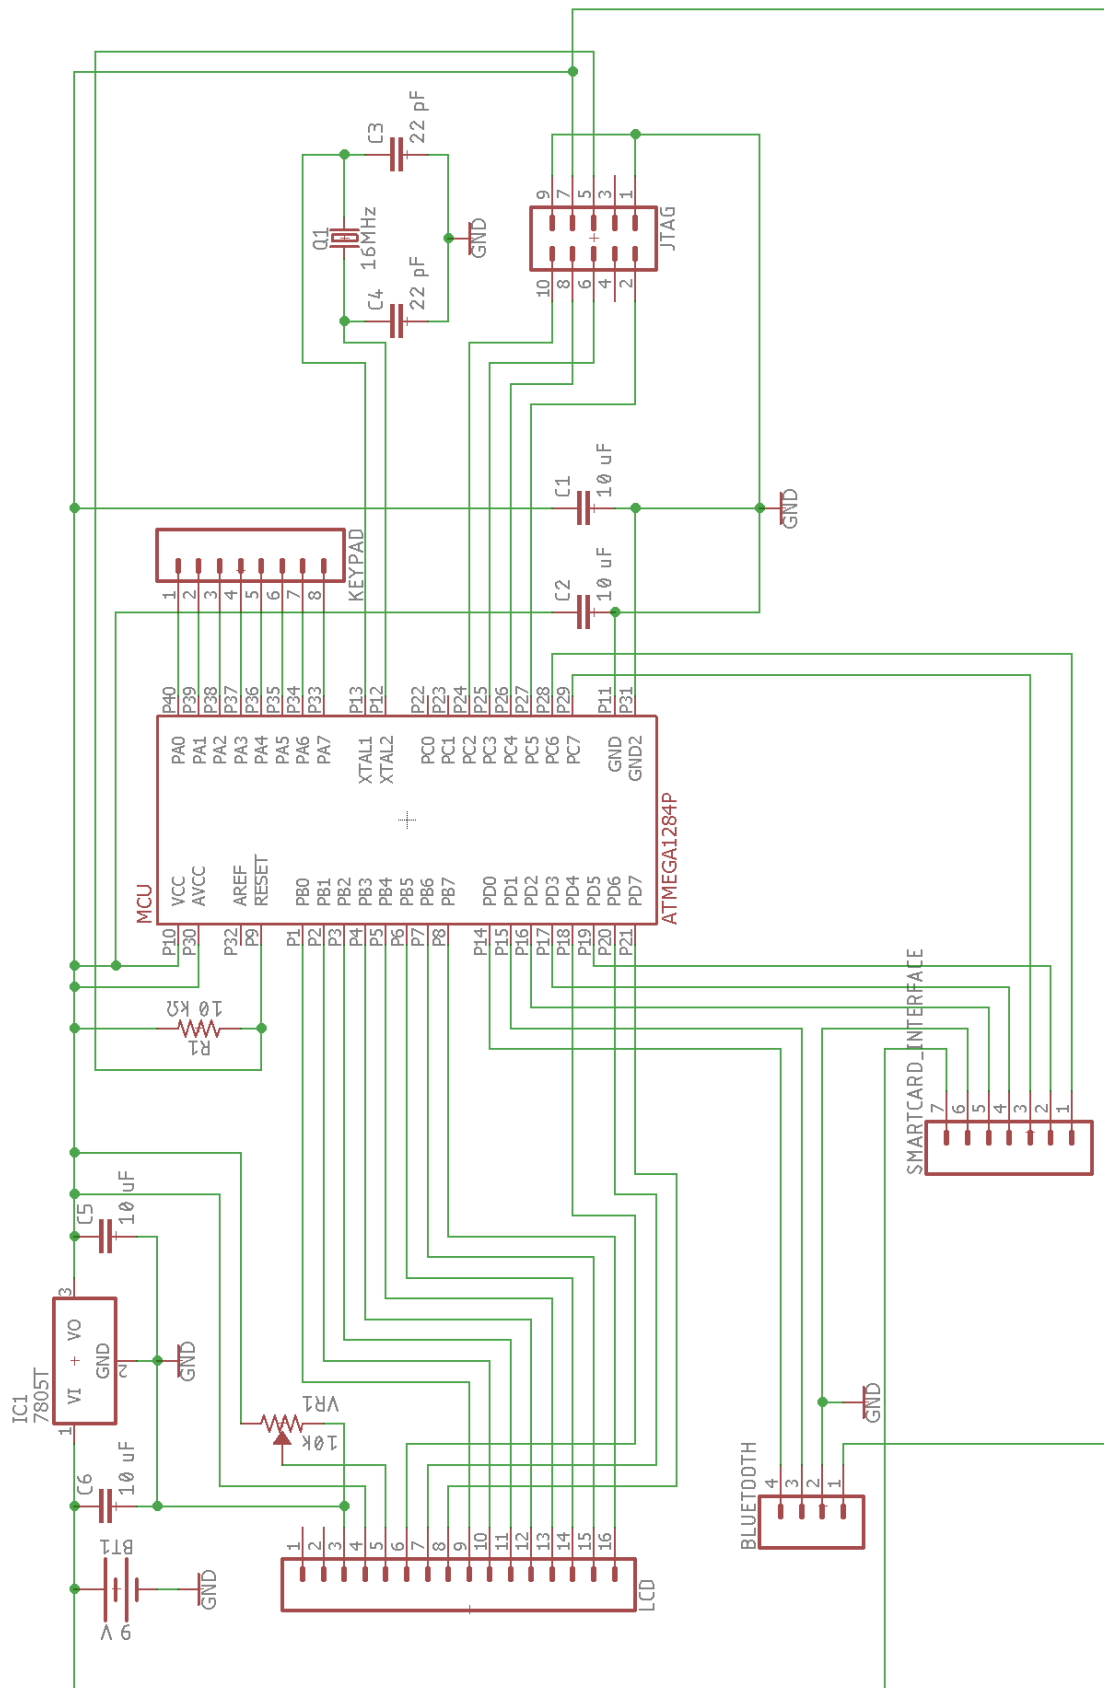 C3
22 pF
Q1
16MHz
GND
C4
22 pF
9
7
5
3
1
JTAG
10
8
6
4
2
C1
10 uF
GND
C2
10 uF
KEYPAD
1
2
3
4
5
6
7
8
P40
P39
P38
P37
P36
P35
P34
P33
P13
P12
P22
P23
P24
P25
P26
P27
P28
P29
P11
P31
PA0
PA1
PA2
PA3
PA4
PA5
PA6
PA7
XTAL1
XTAL2
PC0
PC1
PC2
PC3
PC4
PC5
PC6
PC7
GND
GND2
MCU
ATMEGA1284P
VCC
AVCC
AREF
RESET
PB0
PB1
PB2
PB3
PB4
PB5
PB6
PB7
PD0
PD1
PD2
PD3
PD4
PD5
PD6
PD7
P10
P30
P32
P9
P1
P2
P3
P4
P5
P6
P7
P8
P14
P15
P16
P17
P18
P19
P20
P21
10 kΩ
R1
SMARTCARD_INTERFACE
7
6
5
4
3
2
1
C5
10 uF
3
VO
GND
VI
2
1
GND
IC1
7805T
VR1
10k
C6
10 uF
BT1
9 V
GND
1
2
3
4
5
6
7
8
9
10
11
12
13
14
15
16
LCD
GND
BLUETOOTH
4
3
2
1